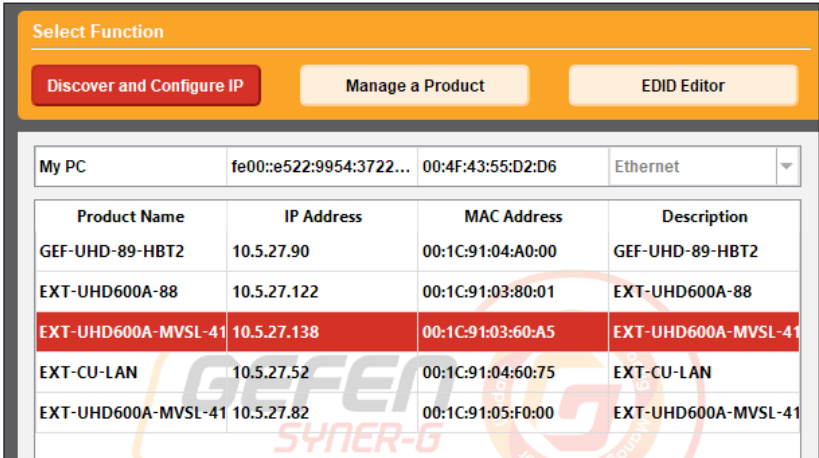 Select Function
Discover and Configure IP Manage a Product EDID Editor
My PC fe00::e522:9954:3722... 00:4F:43:55:D2:D6 Ethernet
Product Name IP Address MAC Address Description
GEF-UHD-89-HBT2 10.5.27.90 00:1C:91:04:A0:00 GEF-UHD-89-HBT2
EXT-UHD600A-88 10.5.27.122 00:1C:91:03:80:01 EXT-UHD600A-88
EXT-UHD600A-MVSL-41 10.5.27.138 00:1C:91:03:60:A5 EXT-UHD600A-MVSL-41
EXT-CU-LAN 10.5.27.52 00:1C:91:04:60:75 EXT-CU-LAN
EXT-UHD600A-MVSL-41 10.5.27.82 00:1C:91:05:F0:00 EXT-UHD600A-MVSL-41
GEFEN
SYNER-G